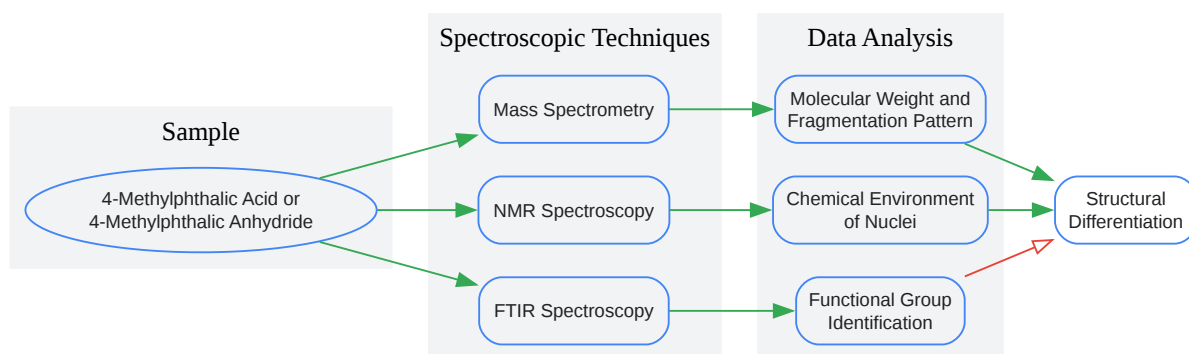 Spectroscopic Techniques
Data Analysis
Sample
Mass Spectrometry
Molecular Weight and
Fragmentation Pattern
4-Methylphthalic Acid or
4-Methylphthalic Anhydride
NMR Spectroscopy
Chemical Environment
of Nuclei
Structural
Differentiation
FTIR Spectroscopy
Functional Group
Identification